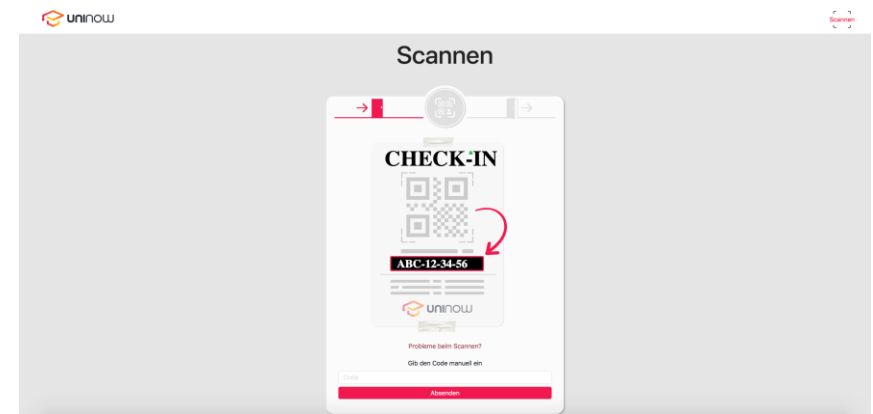 uninow
Scannen
Scannen
CHECK-IN
ABC-12-34-56
uninow
Probleme beim Scannen?
Gib den Code manuell ein
Code
Absenden